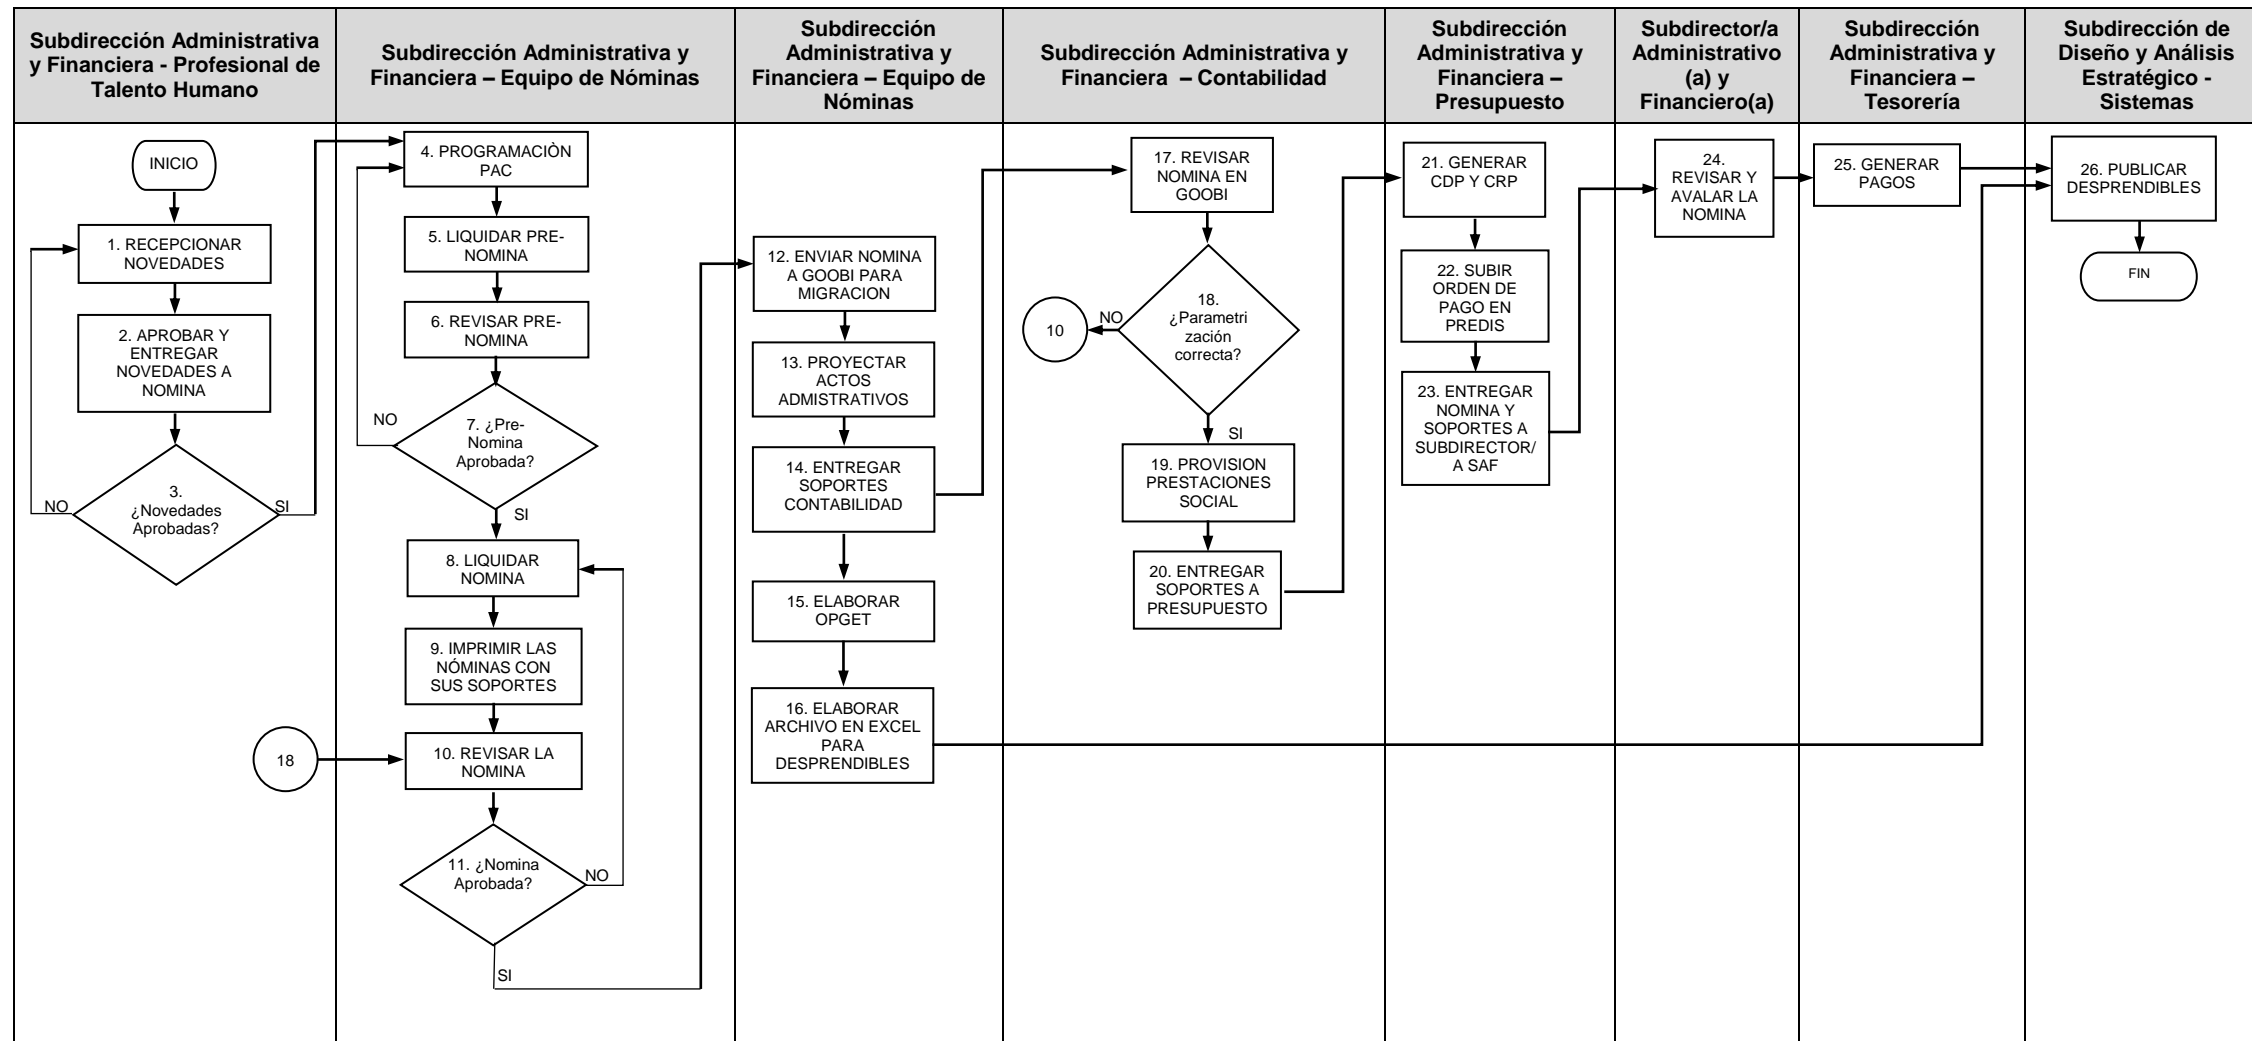 Subdirección Administrativa
y Financiera - Profesional de
Talento Humano
Subdirección Administrativa y
Financiera – Equipo de Nóminas
Subdirección
Administrativa y
Financiera – Equipo de
Nóminas
Subdirección Administrativa y
Financiera – Contabilidad
Subdirección
Administrativa y
Financiera –
Presupuesto
Subdirector/a
Administrativo
(a) y
Financiero(a)
Subdirección
Administrativa y
Financiera –
Tesorería
Subdirección de
Diseño y Análisis
Estratégico -
Sistemas
INICIO
1. RECEPCIONAR
NOVEDADES
2. APROBAR Y
ENTREGAR
NOVEDADES A
NOMINA
3.
¿Novedades
Aprobadas?
NO
SI
4. PROGRAMACIÒN
PAC
5. LIQUIDAR PRE-
NOMINA
6. REVISAR PRE-
NOMINA
7. ¿Pre-
Nomina
Aprobada?
NO
SI
8. LIQUIDAR
NOMINA
9. IMPRIMIR LAS
NÓMINAS CON
SUS SOPORTES
18
10. REVISAR LA
NOMINA
11. ¿Nomina
Aprobada?
NO
SI
12. ENVIAR NOMINA
A GOOBI PARA
MIGRACION
13. PROYECTAR
ACTOS
ADMISTRATIVOS
14. ENTREGAR
SOPORTES
CONTABILIDAD
15. ELABORAR
OPGET
16. ELABORAR
ARCHIVO EN EXCEL
PARA
DESPRENDIBLES
17. REVISAR
NOMINA EN
GOOBI
18.
¿Parametri
zación
correcta?
NO
10
SI
19. PROVISION
PRESTACIONES
SOCIAL
20. ENTREGAR
SOPORTES A
PRESUPUESTO
21. GENERAR
CDP Y CRP
22. SUBIR
ORDEN DE
PAGO EN
PREDIS
23. ENTREGAR
NOMINA Y
SOPORTES A
SUBDIRECTOR/
A SAF
24.
REVISAR Y
AVALAR LA
NOMINA
25. GENERAR
PAGOS
26. PUBLICAR
DESPRENDIBLES
FIN